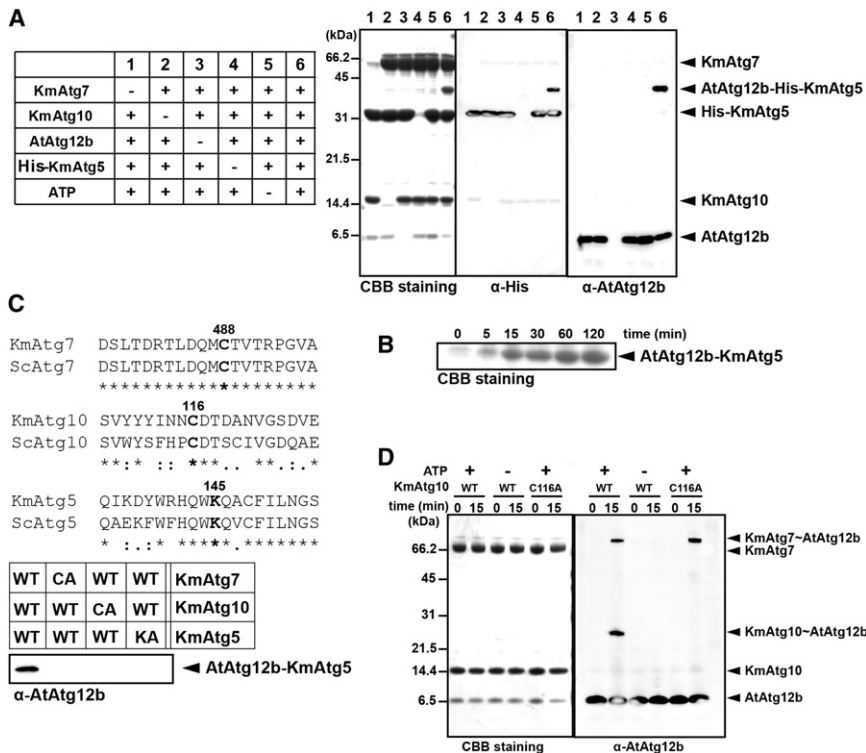 A
1 2 3 4 5 6
KmAtg7 - + + + + +
KmAtg10 + - + + + +
AtAtg12b + + - + + +
His-KmAtg5 + + + - + +
ATP + + + + - +
1 2 3 4 5 6 1 2 3 4 5 6 1 2 3 4 5 6
(kDa)
66.2
45
31
21.5
14.4
6.5
KmAtg7
AtAtg12b-His-KmAtg5
His-KmAtg5
KmAtg10
AtAtg12b
CBB staining α-His α-AtAtg12b
B
0 5 15 30 60 120 time (min)
AtAtg12b-KmAtg5
CBB staining
C
488
KmAtg7 DSLTDRTLDQMCTVTRPGVA
ScAtg7 DSLTDRTLDQMCTVTRPGVA
********************
116
KmAtg10 SVYYYINNCDTDANVGSDVE
ScAtg10 SVWYSFHPCDTSCIVGDQAE
**:* :: ***.. **.:.*
145
KmAtg5 QIKDYWRHQWKQACFILNGS
ScAtg5 QAEKFWFHQWKQVCFILNGS
* :.:* *****.*******
WT CA WT WT KmAtg7
WT WT CA WT KmAtg10
WT WT WT KA KmAtg5
AtAtg12b-KmAtg5
α-AtAtg12b
D
ATP + - + + - +
KmAtg10 WT WT C116A WT WT C116A
time (min) 0 15 0 15 0 15 0 15 0 15 0 15
(kDa)
66.2
45
31
21.5
14.4
6.5
KmAtg7~AtAtg12b
KmAtg7
KmAtg10~AtAtg12b
KmAtg10
AtAtg12b
CBB staining α-AtAtg12b